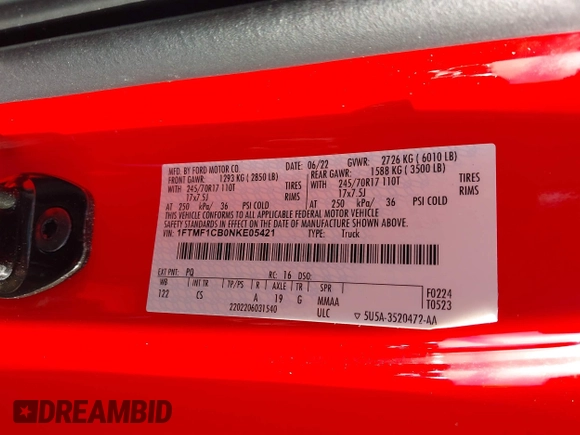 MFD. BY FORD MOTOR CO. DATE: 06/22 GVWR: 2726 KG ( 6010 LB)
FRONT GAWR: 1293 KG ( 2850 LB) REAR GAWR: 1588 KG ( 3500 LB)
WITH 245/70R17 110T TIRES WITH 245/70R17 110T TIRES
17x7.5J RIMS 17x7.5J RIMS
AT 250 kPa/ 36 PSI COLD AT 250 kPa/ 36 PSI COLD
THIS VEHICLE CONFORMS TO ALL APPLICABLE FEDERAL MOTOR VEHICLE
SAFETY STANDARDS IN EFFECT ON THE DATE OF MANUFACTURE SHOWN ABOVE.
VIN: 1FTMF1CB0NKE05421 TYPE: Truck
EXT PNT: PQ RC: 16 DSO:
WB INT TR TP/PS R AXLE TR SPR
122 CS A 19 G MMAA F0224
2202206031540 ULC T0523
▽ 5U5A-3520472-AA
DREAMBID